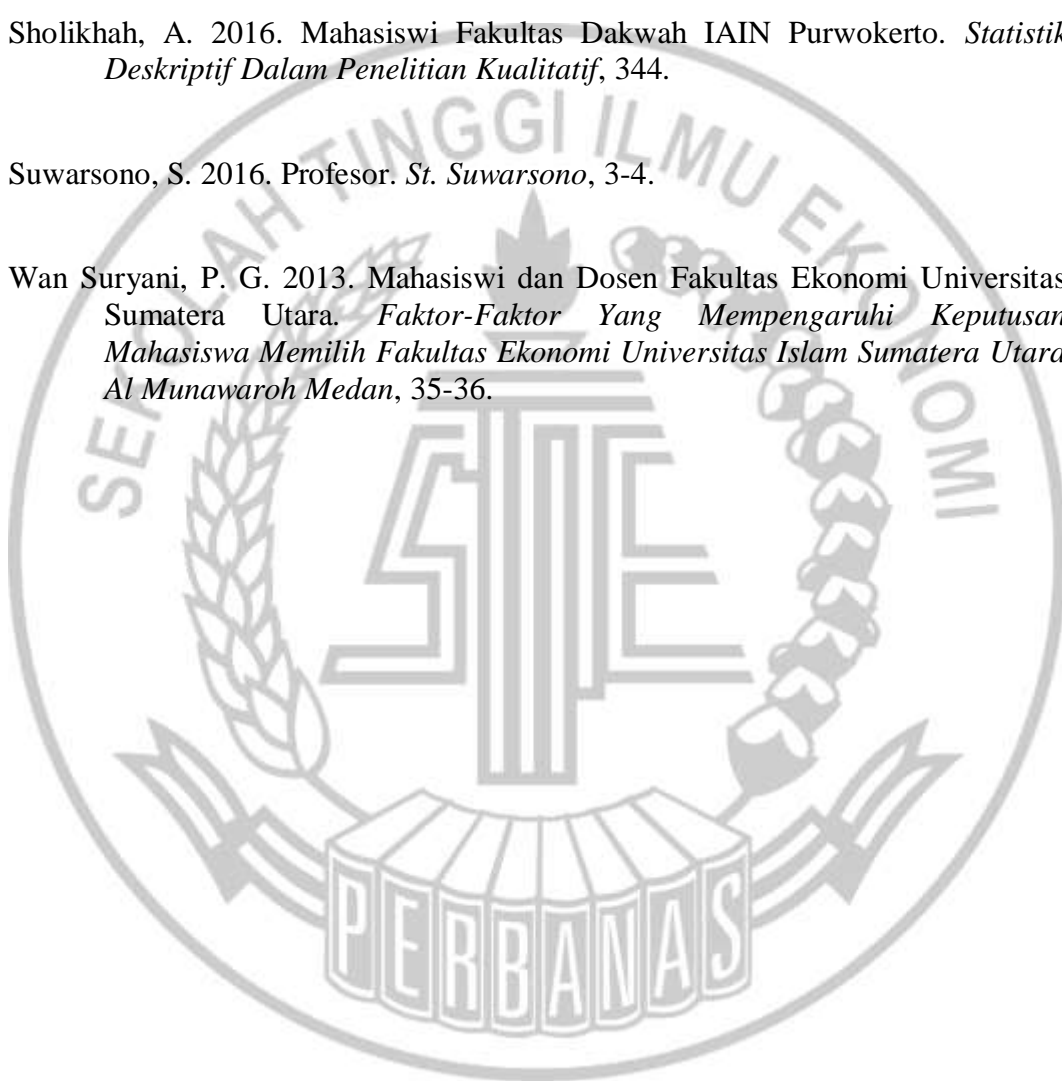 Sholikhah, A. 2016. Mahasiswi Fakultas Dakwah IAIN Purwokerto. Statistik
Deskriptif Dalam Penelitian Kualitatif, 344.
Suwarsono, S. 2016. Profesor. St. Suwarsono, 3-4.
Wan Suryani, P. G. 2013. Mahasiswi dan Dosen Fakultas Ekonomi Universitas
Sumatera Utara. Faktor-Faktor Yang Mempengaruhi Keputusan
Mahasiswa Memilih Fakultas Ekonomi Universitas Islam Sumatera Utara
Al Munawaroh Medan, 35-36.
SEKOLAH TINGGI ILMU EKONOMI
STIE
PERBANAS